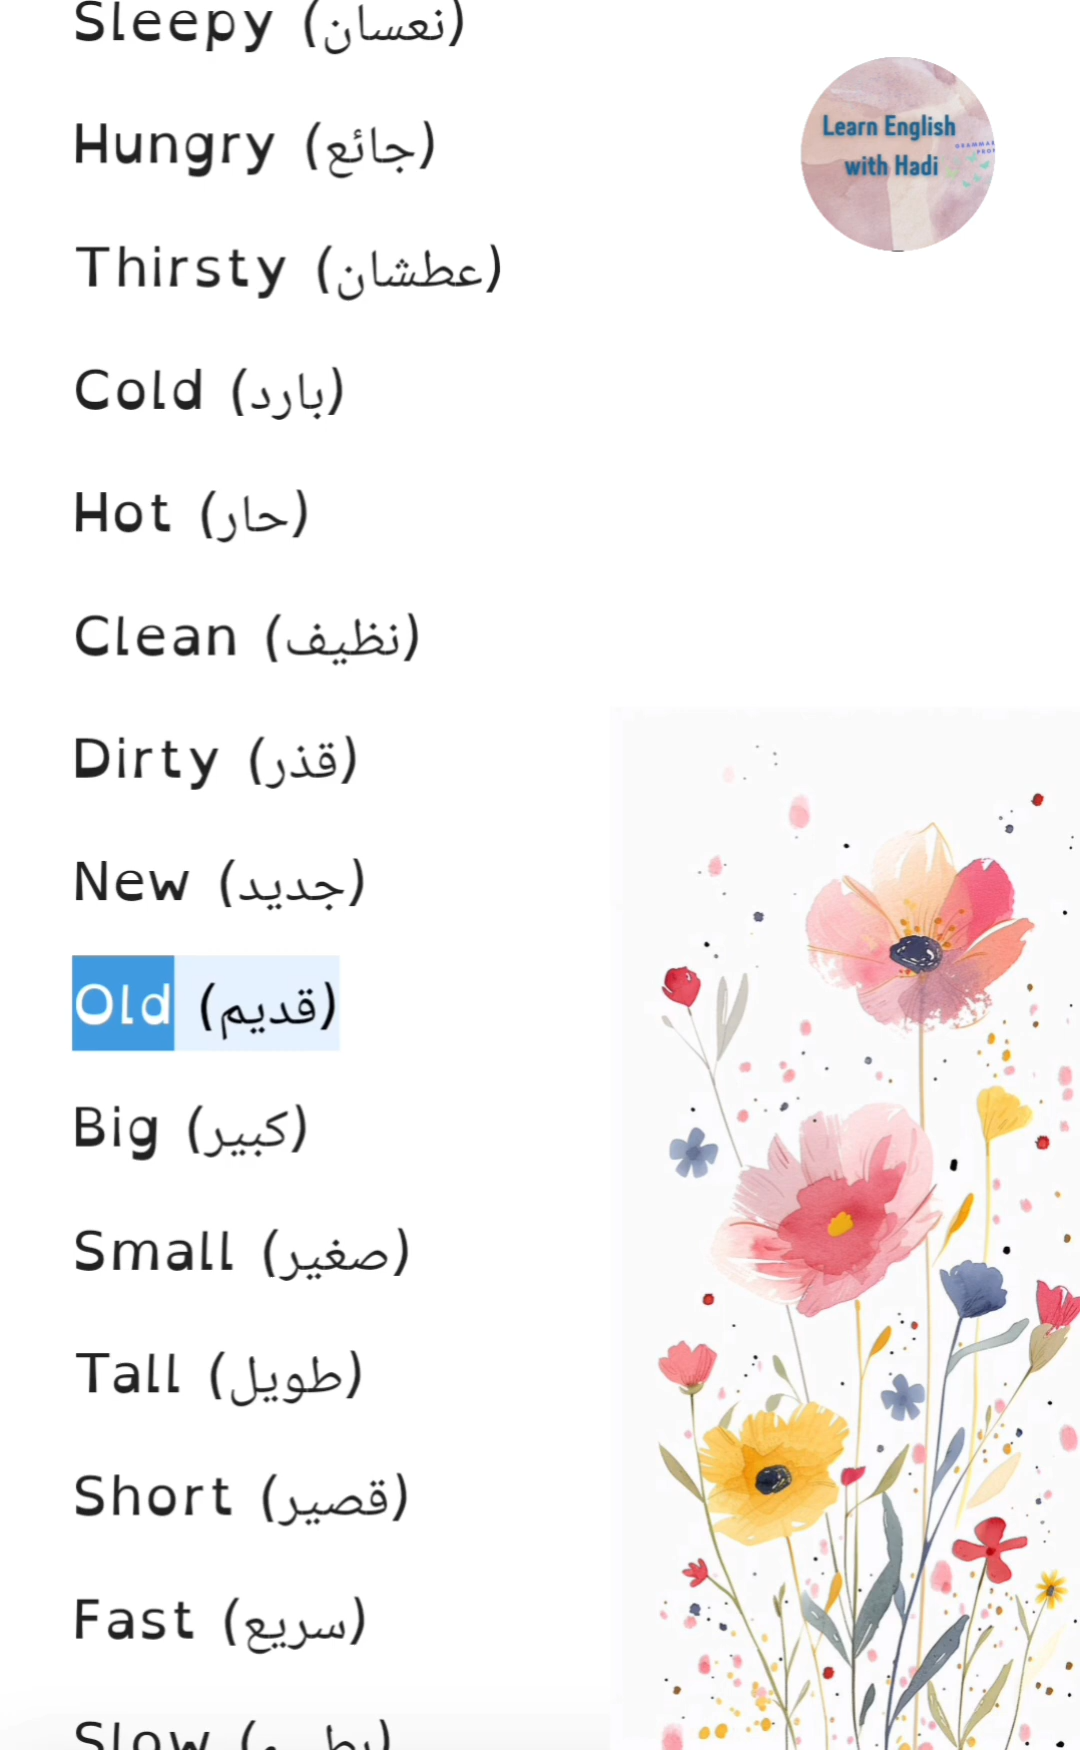 Sleepy (نعسان)
Hungry (جائع)
Thirsty (عطشان)
Cold (بارد)
Hot (حار)
Clean (نظيف)
Dirty (قذر)
New (جديد)
Old (قديم)
Big (كبير)
Small (صغير)
Tall (طويل)
Short (قصير)
Fast (سريع)
Slow
Learn English
with Hadi